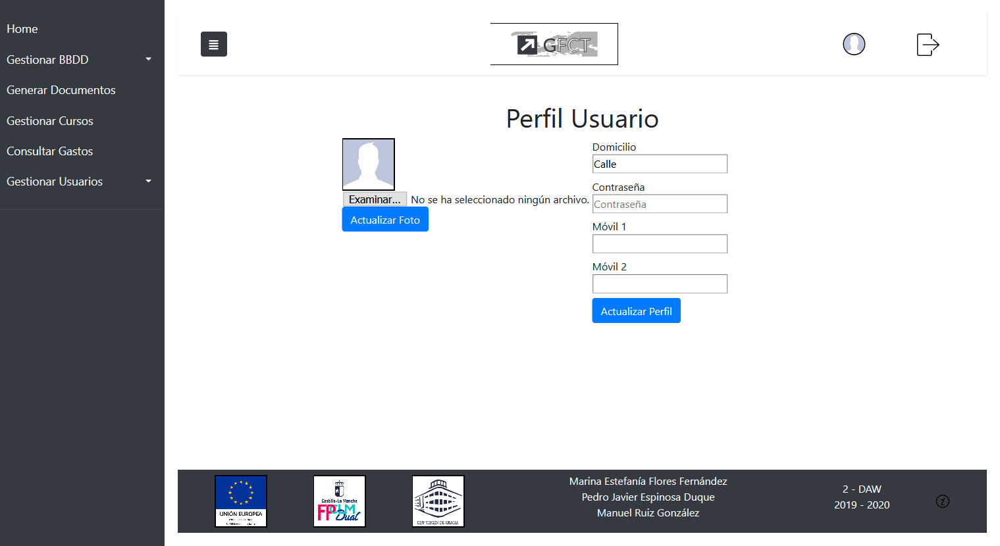 Home
Gestionar BBDD
Generar Documentos
Gestionar Cursos
Consultar Gastos
Gestionar Usuarios
GFCT
Perfil Usuario
Examinar... No se ha seleccionado ningún archivo.
Actualizar Foto
Domicilio
Calle
Contraseña
Contraseña
Móvil 1
Móvil 2
Actualizar Perfil
UNIÓN EUROPEA
Castilla-La Mancha
FPCLM
Dual
CIFP VIRGEN DE GRACIA
Marina Estefanía Flores Fernández
Pedro Javier Espinosa Duque
Manuel Ruiz González
2 - DAW
2019 - 2020
i